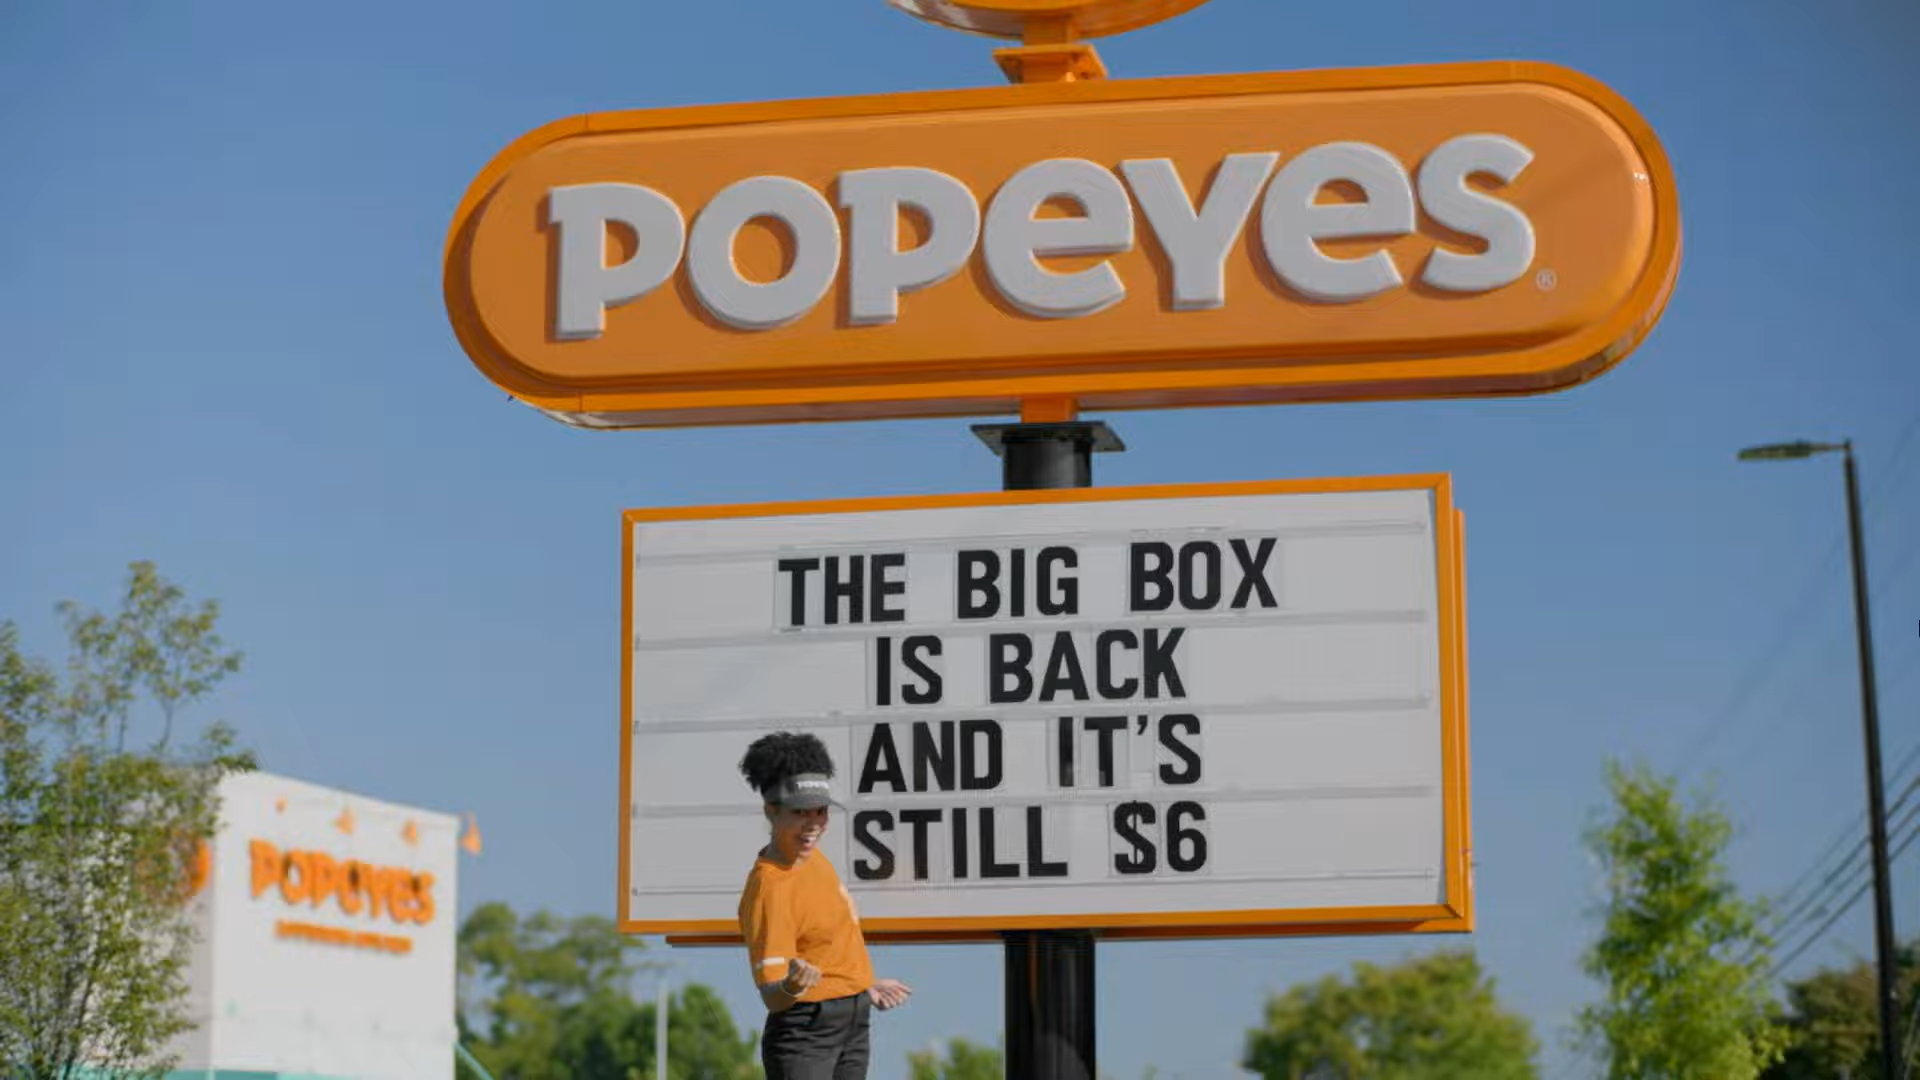 POPEYES®
THE BIG BOX
IS BACK
AND IT'S
STILL $6
POPEYES